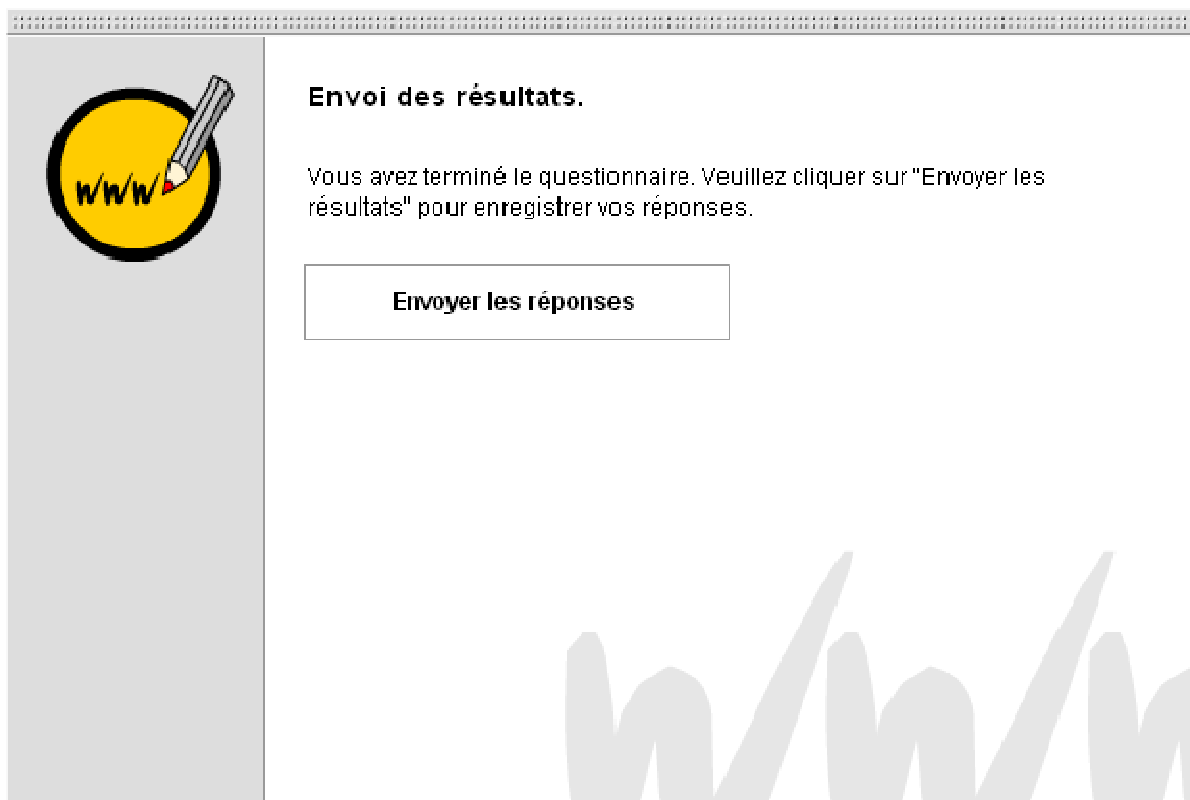 www
Envoi des résultats.
Vous avez terminé le questionnaire. Veuillez cliquer sur "Envoyer les
résultats" pour enregistrer vos réponses.
Envoyer les réponses